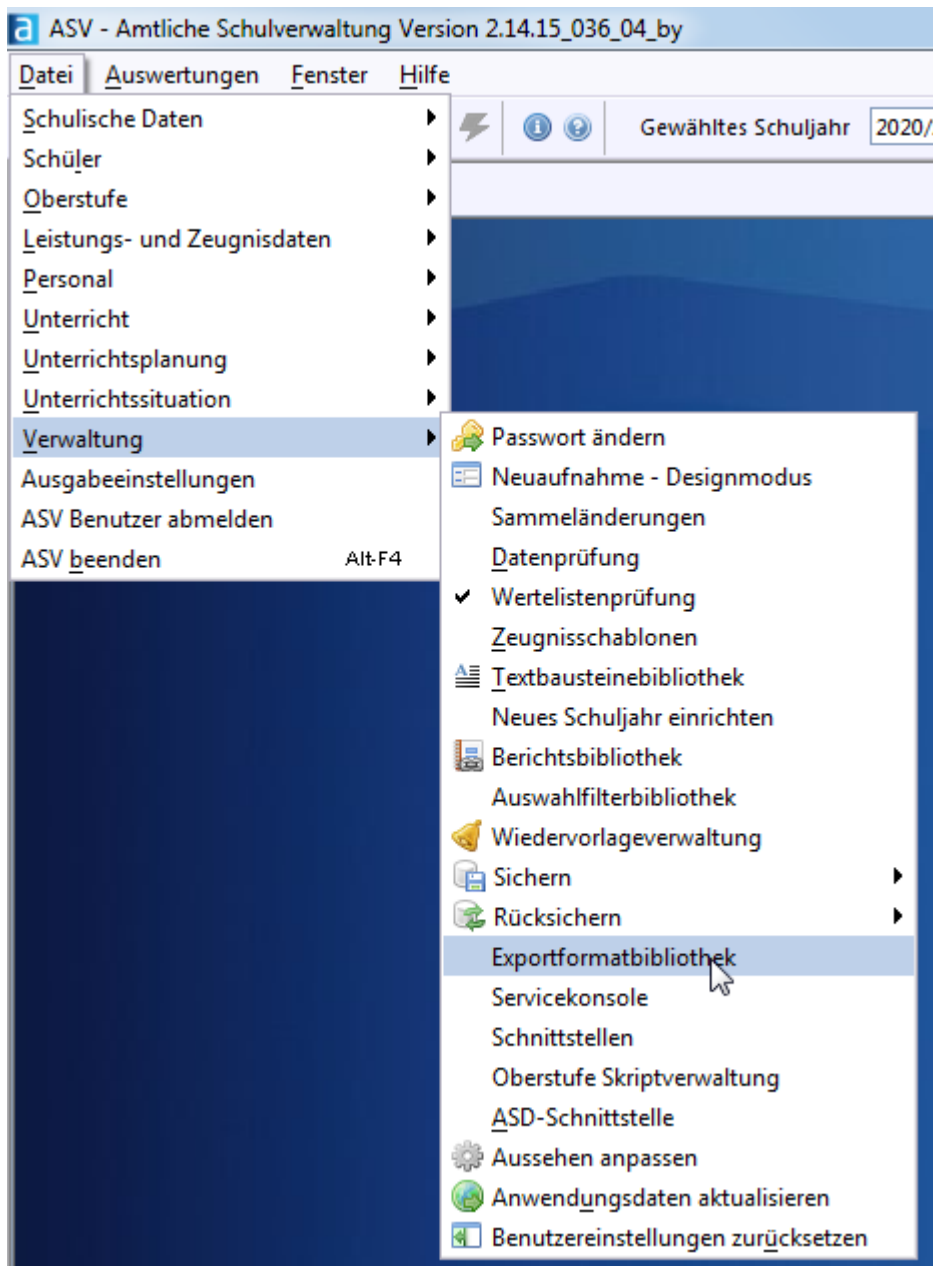 ASV - Amtliche Schulverwaltung Version 2.14.15_036_04_by
Datei Auswertungen Fenster Hilfe
Gewähltes Schuljahr 2020/
Schulische Daten
Schüler
Oberstufe
Leistungs- und Zeugnisdaten
Personal
Unterricht
Unterrichtsplanung
Unterrichtssituation
Verwaltung
Ausgabeeinstellungen
ASV Benutzer abmelden
ASV beenden Alt-F4
Passwort ändern
Neuaufnahme - Designmodus
Sammeländerungen
Datenprüfung
Wertelistenprüfung
Zeugnisschablonen
Textbausteinebibliothek
Neues Schuljahr einrichten
Berichtsbibliothek
Auswahlfilterbibliothek
Wiedervorlageverwaltung
Sichern
Rücksichern
Exportformatbibliothek
Servicekonsole
Schnittstellen
Oberstufe Skriptverwaltung
ASD-Schnittstelle
Aussehen anpassen
Anwendungsdaten aktualisieren
Benutzereinstellungen zurücksetzen